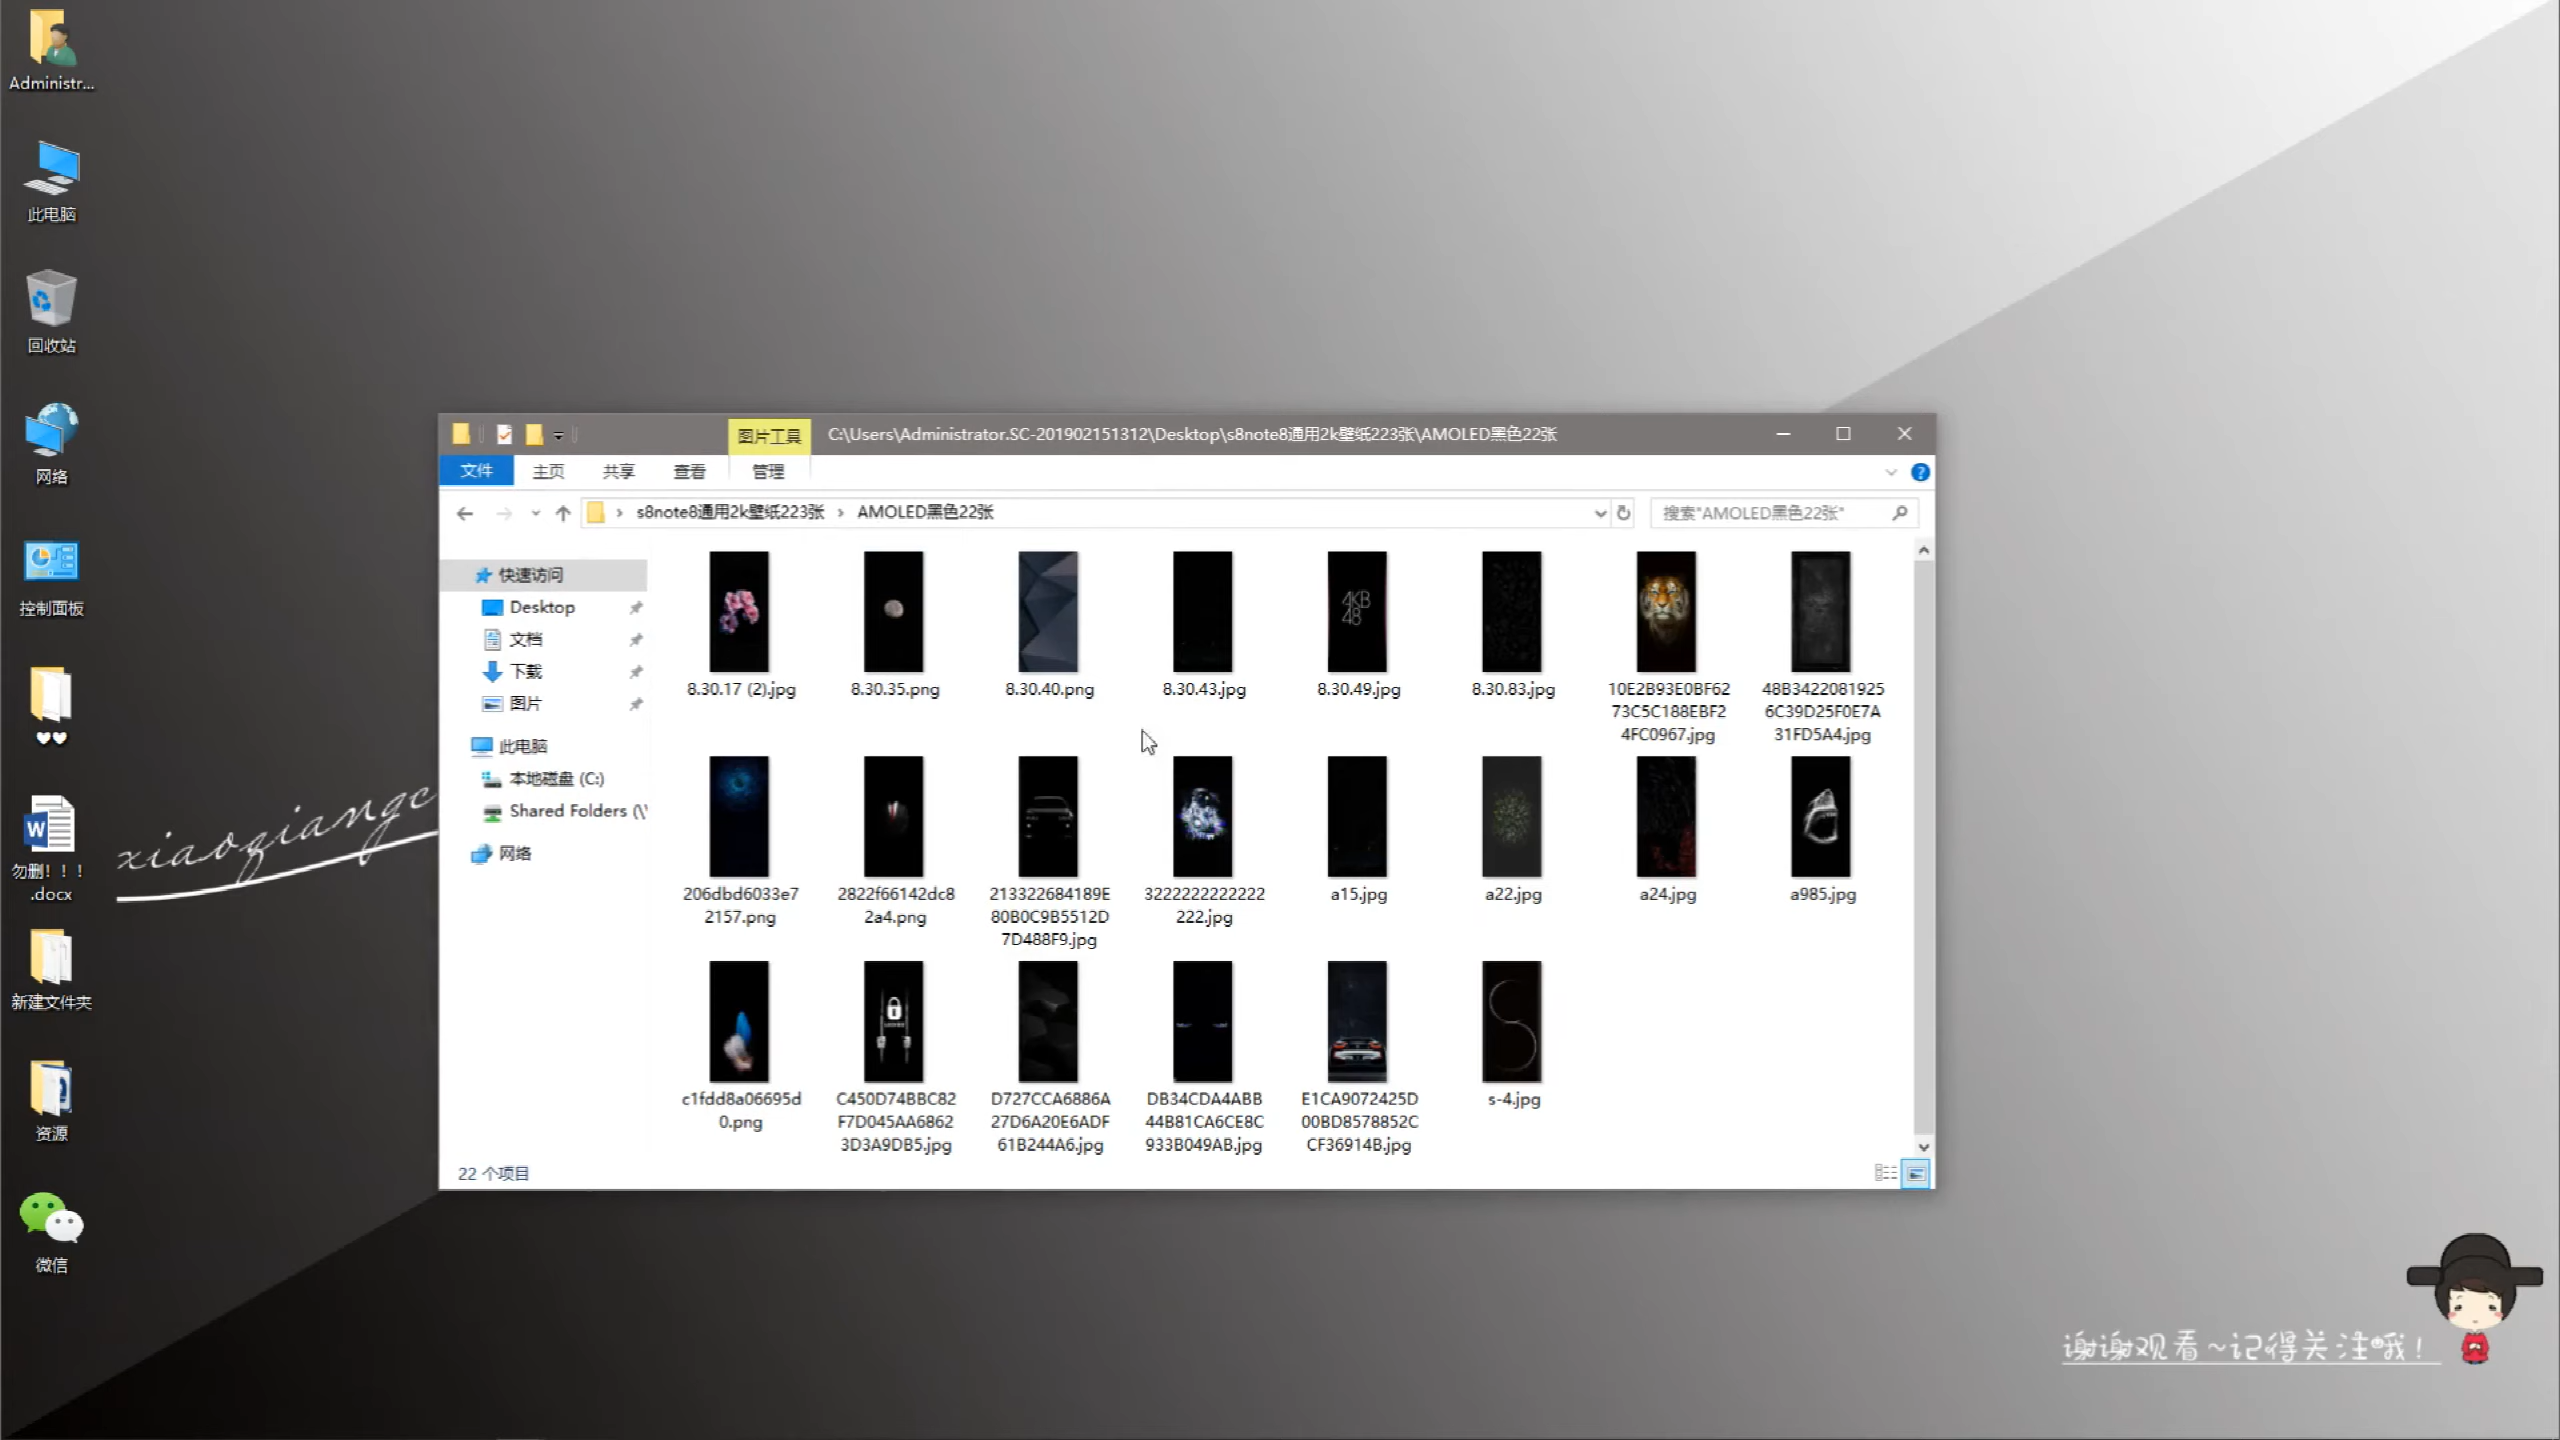 Administr...
此电脑
回收站
网络
控制面板
勿删！！！
.docx
新建文件夹
资源
微信
xiaoqiangc
图片工具
C:\Users\Administrator.SC-201902151312\Desktop\s8note8通用2k壁纸223张\AMOLED黑色22张
文件
主页
共享
查看
管理
s8note8通用2k壁纸223张 › AMOLED黑色22张
搜索"AMOLED黑色22张"
快速访问
Desktop
文档
下载
图片
此电脑
本地磁盘 (C:)
Shared Folders (\\
网络
4KB
48
8.30.17 (2).jpg
8.30.35.png
8.30.40.png
8.30.43.jpg
8.30.49.jpg
8.30.83.jpg
10E2B93E0BF62
73C5C188EBF2
4FC0967.jpg
48B3422081925
6C39D25F0E7A
31FD5A4.jpg
206dbd6033e7
2157.png
2822f66142dc8
2a4.png
213322684189E
80B0C9B5512D
7D488F9.jpg
3222222222222
222.jpg
a15.jpg
a22.jpg
a24.jpg
a985.jpg
c1fdd8a06695d
0.png
C450D74BBC82
F7D045AA6862
3D3A9DB5.jpg
D727CCA6886A
27D6A20E6ADF
61B244A6.jpg
DB34CDA4ABB
44B81CA6CE8C
933B049AB.jpg
E1CA9072425D
00BD8578852C
CF36914B.jpg
s-4.jpg
22 个项目
谢谢观看~记得关注哦!